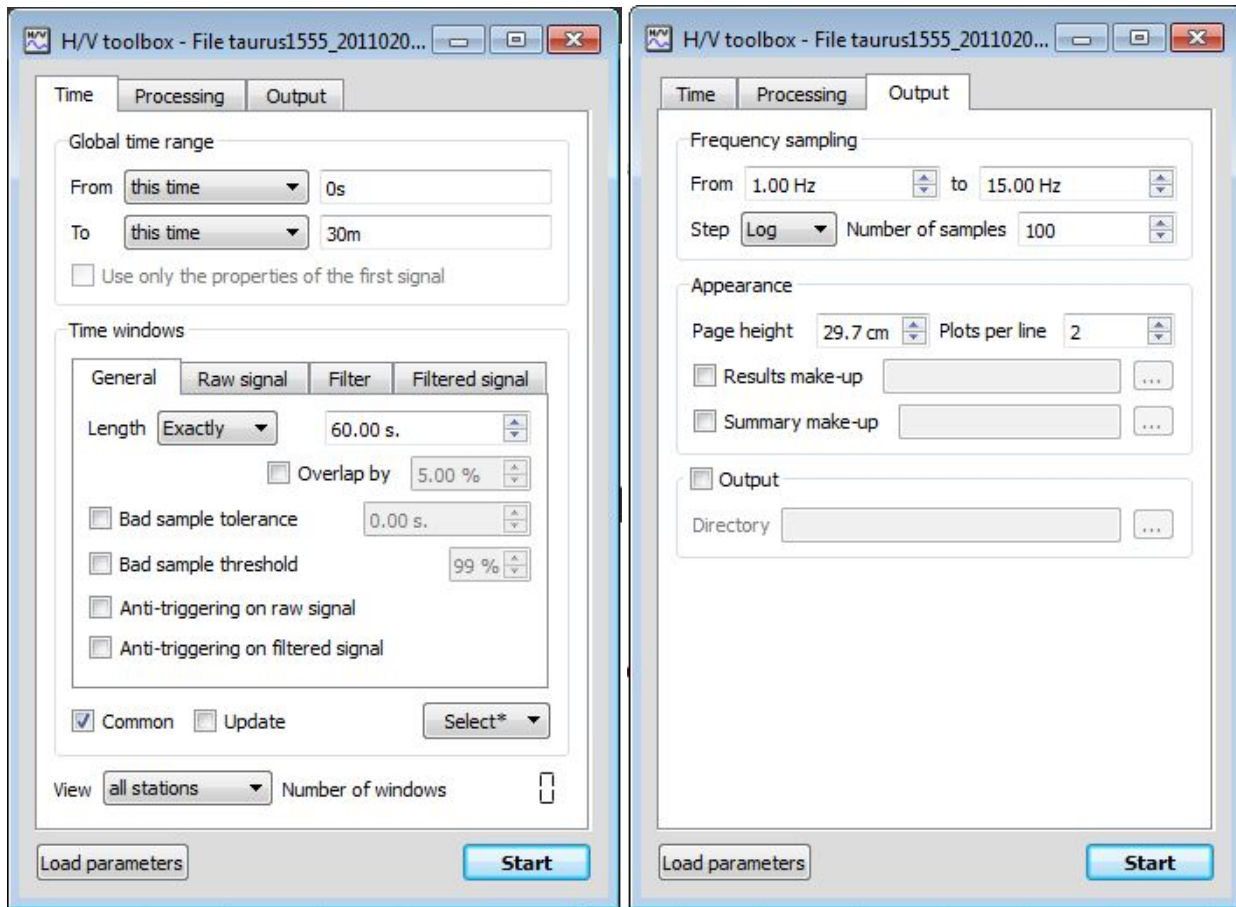 H/V toolbox - File taurus1555_2011020...
Time Processing Output
Global time range
From this time 0s
To this time 30m
Use only the properties of the first signal
Time windows
General Raw signal Filter Filtered signal
Length Exactly 60.00 s.
Overlap by 5.00 %
Bad sample tolerance 0.00 s.
Bad sample threshold 99 %
Anti-triggering on raw signal
Anti-triggering on filtered signal
Common Update Select*
View all stations Number of windows 0
Load parameters Start
H/V toolbox - File taurus1555_2011020...
Time Processing Output
Frequency sampling
From 1.00 Hz to 15.00 Hz
Step Log Number of samples 100
Appearance
Page height 29.7 cm Plots per line 2
Results make-up ...
Summary make-up ...
Output
Directory ...
Load parameters Start